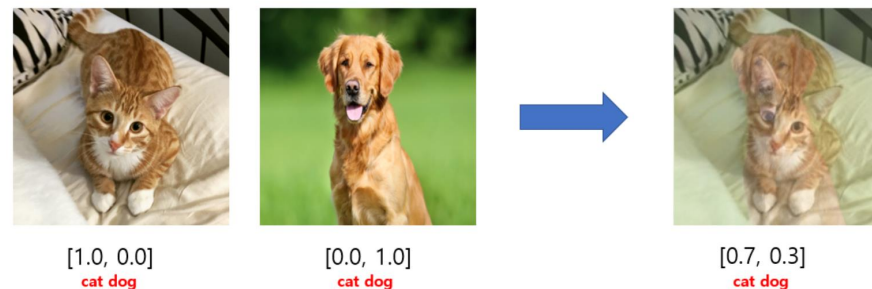 [1.0, 0.0]
cat dog
[0.0, 1.0]
cat dog
[0.7, 0.3]
cat dog